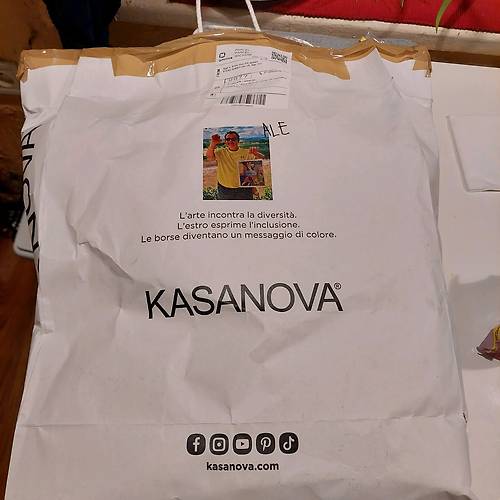 ALE
L'arte incontra la diversità.
L'estro esprime l'inclusione.
Le borse diventano un messaggio di colore.
KASANOVA®
kasanova.com